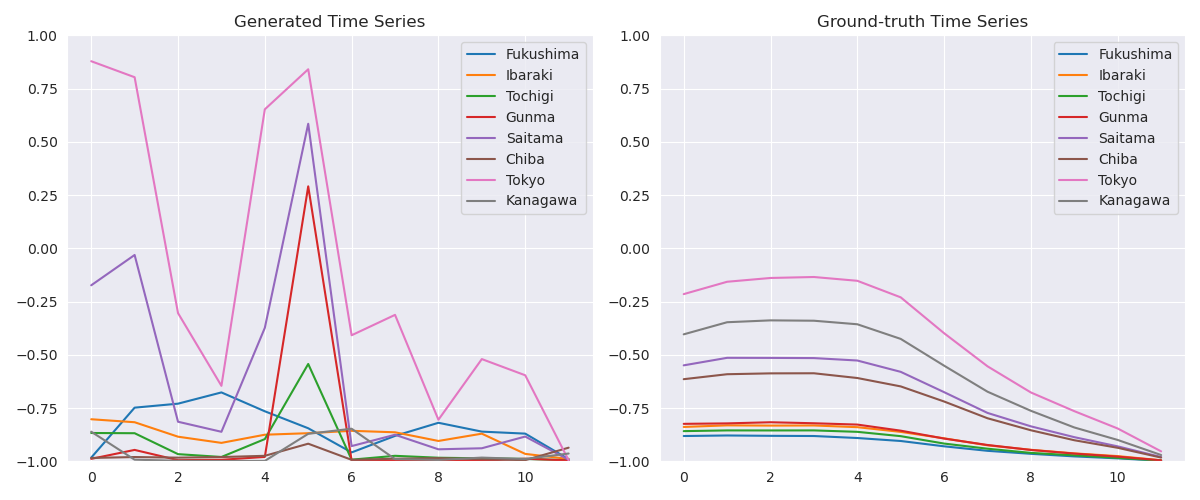 Generated Time Series
1.00
0.75
0.50
0.25
0.00
−0.25
−0.50
−0.75
−1.00
0 2 4 6 8 10
Fukushima
Ibaraki
Tochigi
Gunma
Saitama
Chiba
Tokyo
Kanagawa
Ground-truth Time Series
1.00
0.75
0.50
0.25
0.00
−0.25
−0.50
−0.75
−1.00
0 2 4 6 8 10
Fukushima
Ibaraki
Tochigi
Gunma
Saitama
Chiba
Tokyo
Kanagawa